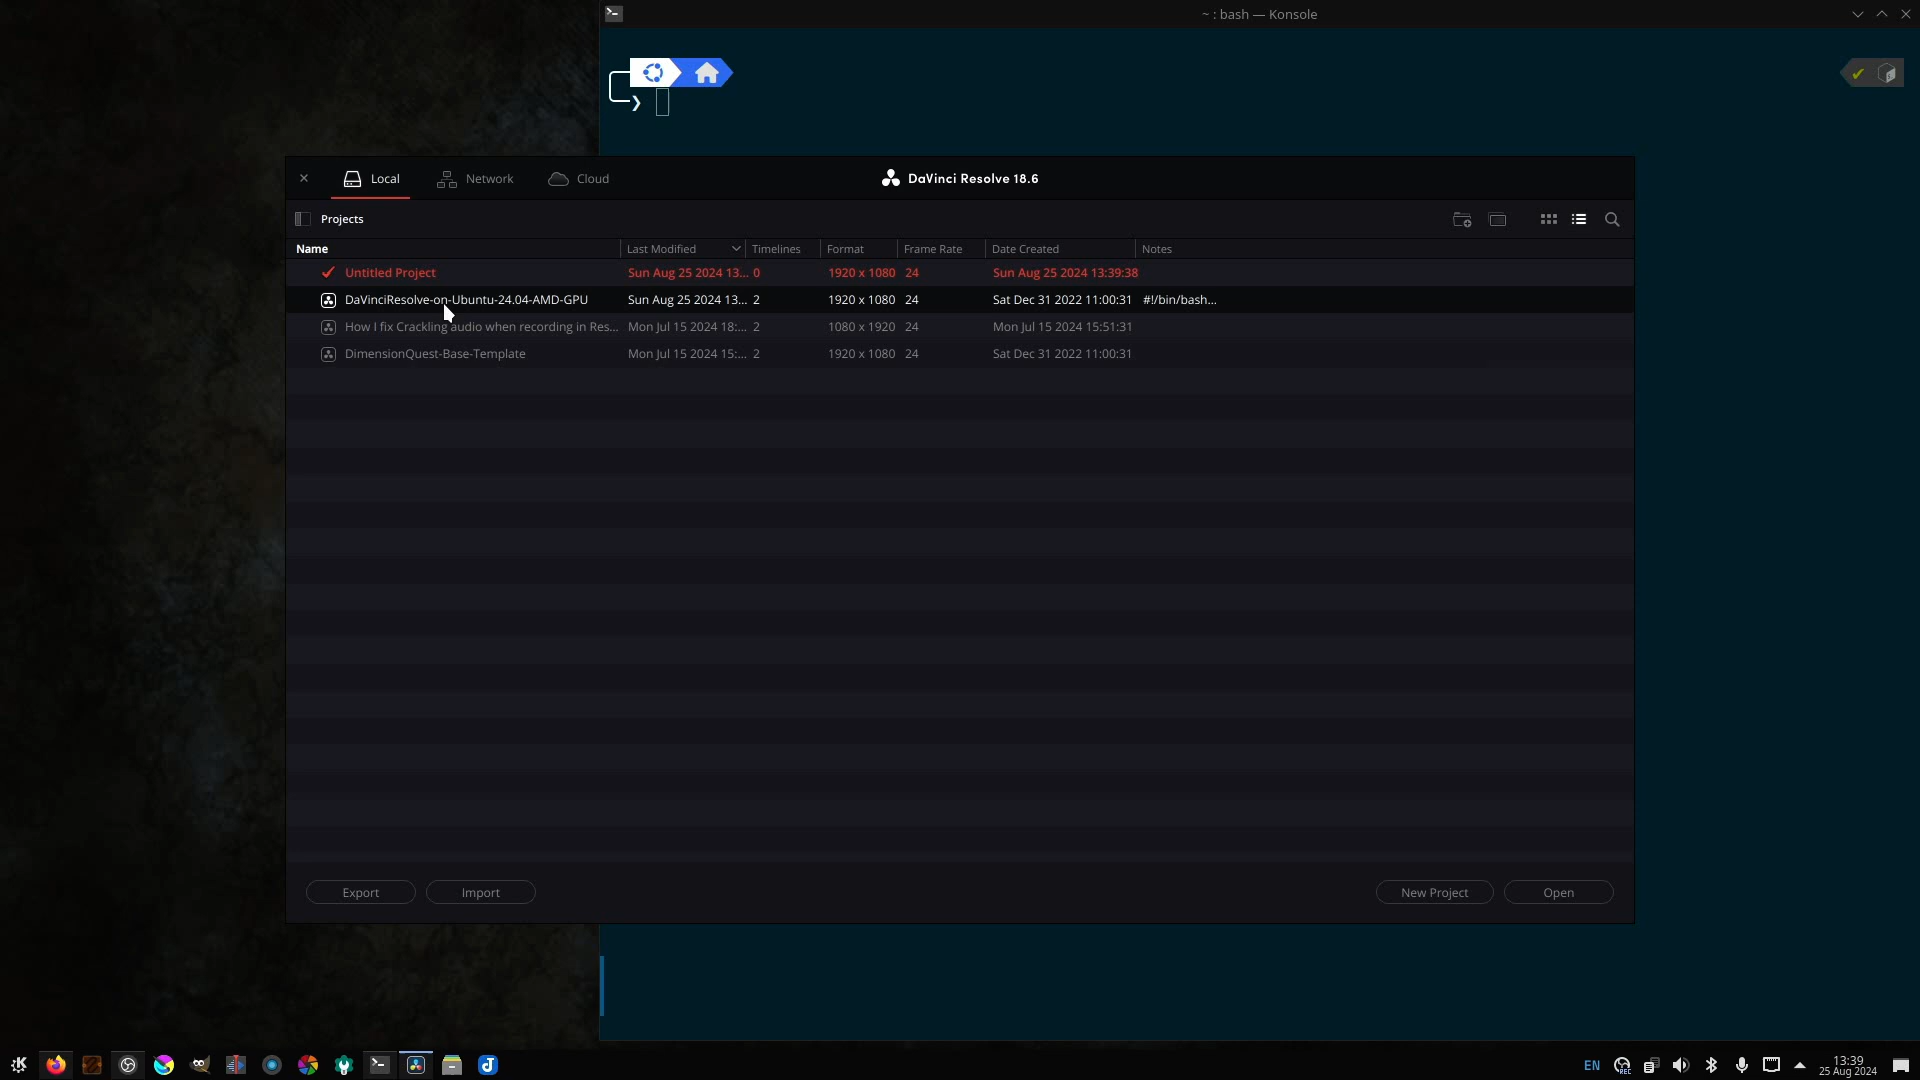 ~ : bash — Konsole
Local
Network
Cloud
DaVinci Resolve 18.6
Projects
Name
Last Modified
Timelines
Format
Frame Rate
Date Created
Notes
Untitled Project Sun Aug 25 2024 13... 0 1920 x 1080 24 Sun Aug 25 2024 13:39:38
DaVinciResolve-on-Ubuntu-24.04-AMD-GPU Sun Aug 25 2024 13... 2 1920 x 1080 24 Sat Dec 31 2022 11:00:31 #!/bin/bash...
How I fix Crackling audio when recording in Res... Mon Jul 15 2024 18:... 2 1080 x 1920 24 Mon Jul 15 2024 15:51:31
DimensionQuest-Base-Template Mon Jul 15 2024 15:... 2 1920 x 1080 24 Sat Dec 31 2022 11:00:31
Export
Import
New Project
Open
EN
REC
13:39
25 Aug 2024